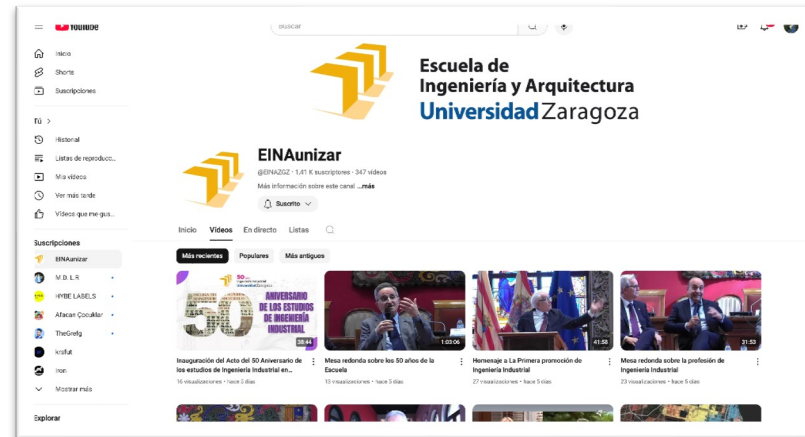 YouTube
Buscar
Inicio
Shorts
Suscripciones
Tú >
Historial
Listas de reproducc...
Mis vídeos
Ver más tarde
Vídeos que me gus...
Suscripciones
EINAunizar
M.D. L.R
HYBE LABELS
Afacan Çocuklar
TheGrefg
krsfut
Iron
Mostrar más
Explorar
Escuela de
Ingeniería y Arquitectura
Universidad Zaragoza
EINAunizar
@EINAZGZ · 1,41 K suscriptores · 347 vídeos
Más información sobre este canal ...más
Suscrito
Inicio Vídeos En directo Listas
Más recientes Populares Más antiguos
50
ANIVERSARIO
DE LOS ESTUDIOS
DE INGENIERÍA
INDUSTRIAL
38:44
Inauguración del Acto del 50 Aniversario de
los estudios de Ingeniería Industrial en...
16 visualizaciones · hace 3 días
1:03:06
Mesa redonda sobre los 50 años de la
Escuela
13 visualizaciones · hace 5 días
41:58
Homenaje a La Primera promoción de
Ingeniería Industrial
27 visualizaciones · hace 5 días
31:53
Mesa redonda sobre la profesión de
Ingeniería Industrial
23 visualizaciones · hace 5 días